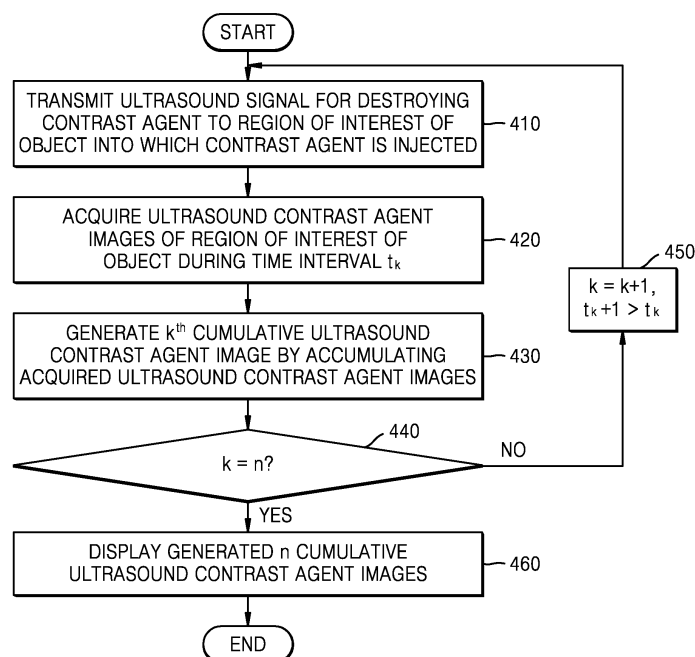 START
TRANSMIT ULTRASOUND SIGNAL FOR DESTROYING
CONTRAST AGENT TO REGION OF INTEREST OF
OBJECT INTO WHICH CONTRAST AGENT IS INJECTED
410
ACQUIRE ULTRASOUND CONTRAST AGENT
IMAGES OF REGION OF INTEREST OF
OBJECT DURING TIME INTERVAL tk
420
450
k = k+1,
tk+1 > tk
GENERATE kth CUMULATIVE ULTRASOUND
CONTRAST AGENT IMAGE BY ACCUMULATING
ACQUIRED ULTRASOUND CONTRAST AGENT IMAGES
430
440
k = n?
NO
YES
DISPLAY GENERATED n CUMULATIVE
ULTRASOUND CONTRAST AGENT IMAGES
460
END